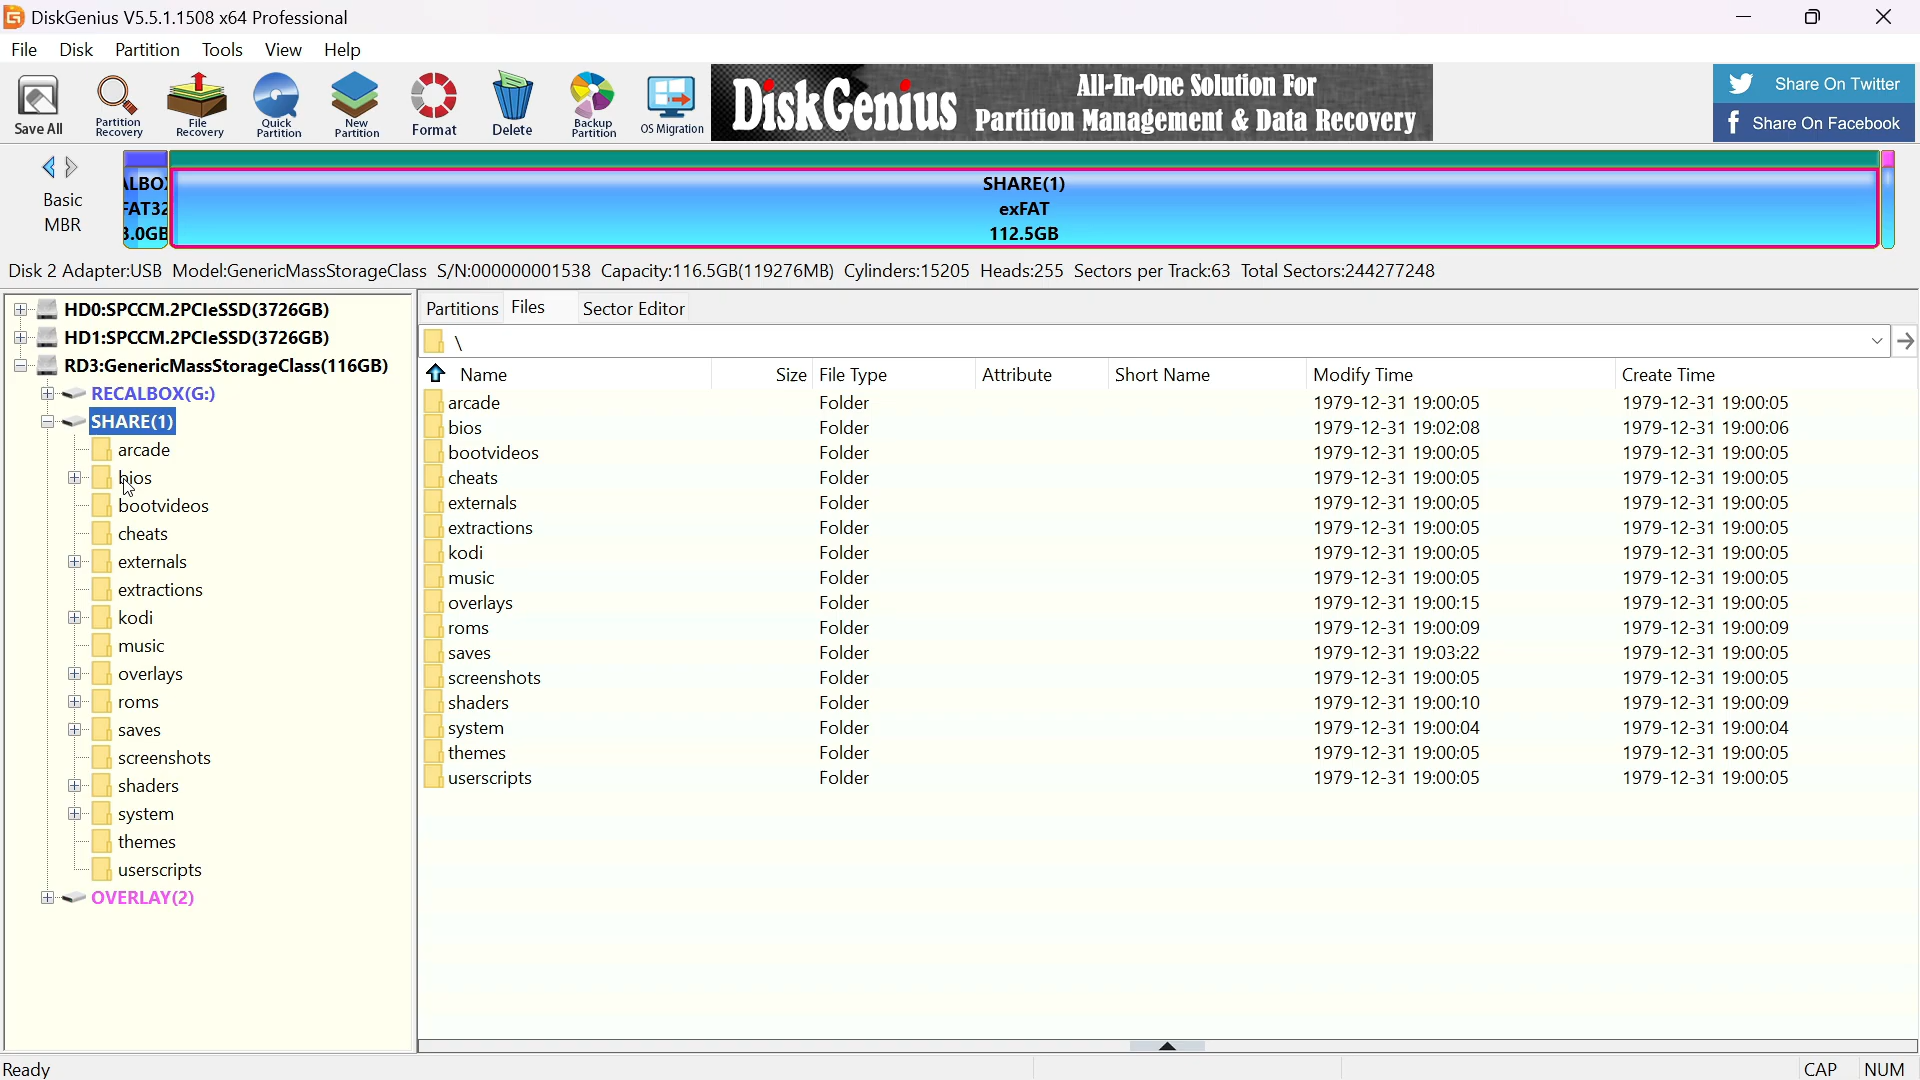 DiskGenius V5.5.1.1508 x64 Professional
File Disk Partition Tools View Help
Save All
Partition Recovery
File Recovery
Quick Partition
New Partition
Format
Delete
Backup Partition
OS Migration
DiskGenius
All-In-One Solution For
Partition Management & Data Recovery
Share On Twitter
f Share On Facebook
Basic
MBR
SHARE(1)
exFAT
112.5GB
Disk 2 Adapter:USB Model:GenericMassStorageClass S/N:000000001538 Capacity:116.5GB(119276MB) Cylinders:15205 Heads:255 Sectors per Track:63 Total Sectors:244277248
HD0:SPCCM.2PCIeSSD(3726GB)
HD1:SPCCM.2PCIeSSD(3726GB)
RD3:GenericMassStorageClass(116GB)
RECALBOX(G:)
SHARE(1)
arcade
bios
bootvideos
cheats
externals
extractions
kodi
music
overlays
roms
saves
screenshots
shaders
system
themes
userscripts
OVERLAY(2)
Partitions Files Sector Editor
\
Name Size File Type Attribute Short Name Modify Time Create Time
arcade Folder 1979-12-31 19:00:05 1979-12-31 19:00:05
bios Folder 1979-12-31 19:02:08 1979-12-31 19:00:06
bootvideos Folder 1979-12-31 19:00:05 1979-12-31 19:00:05
cheats Folder 1979-12-31 19:00:05 1979-12-31 19:00:05
externals Folder 1979-12-31 19:00:05 1979-12-31 19:00:05
extractions Folder 1979-12-31 19:00:05 1979-12-31 19:00:05
kodi Folder 1979-12-31 19:00:05 1979-12-31 19:00:05
music Folder 1979-12-31 19:00:05 1979-12-31 19:00:05
overlays Folder 1979-12-31 19:00:15 1979-12-31 19:00:05
roms Folder 1979-12-31 19:00:09 1979-12-31 19:00:09
saves Folder 1979-12-31 19:03:22 1979-12-31 19:00:05
screenshots Folder 1979-12-31 19:00:05 1979-12-31 19:00:05
shaders Folder 1979-12-31 19:00:10 1979-12-31 19:00:09
system Folder 1979-12-31 19:00:04 1979-12-31 19:00:04
themes Folder 1979-12-31 19:00:05 1979-12-31 19:00:05
userscripts Folder 1979-12-31 19:00:05 1979-12-31 19:00:05
Ready CAP NUM